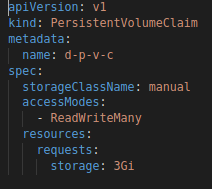 apiVersion: v1
kind: PersistentVolumeClaim
metadata:
  name: d-p-v-c
spec:
  storageClassName: manual
  accessModes:
    - ReadWriteMany
  resources:
    requests:
      storage: 3Gi